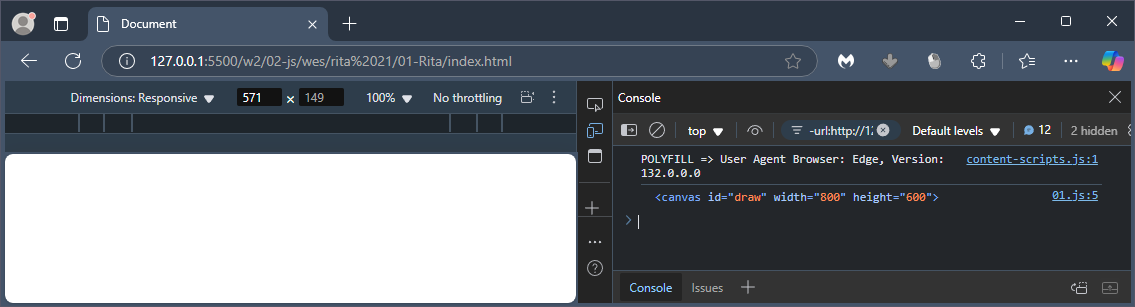 Document
127.0.0.1:5500/w2/02-js/wes/rita%2021/01-Rita/index.html
Dimensions: Responsive ▼ 571 × 149 100% ▼ No throttling
Console
top ▼ -url:http://12 Default levels ▼ 12 2 hidden
POLYFILL => User Agent Browser: Edge, Version: content-scripts.js:1
132.0.0.0
<canvas id="draw" width="800" height="600"> 01.js:5
>
Console Issues